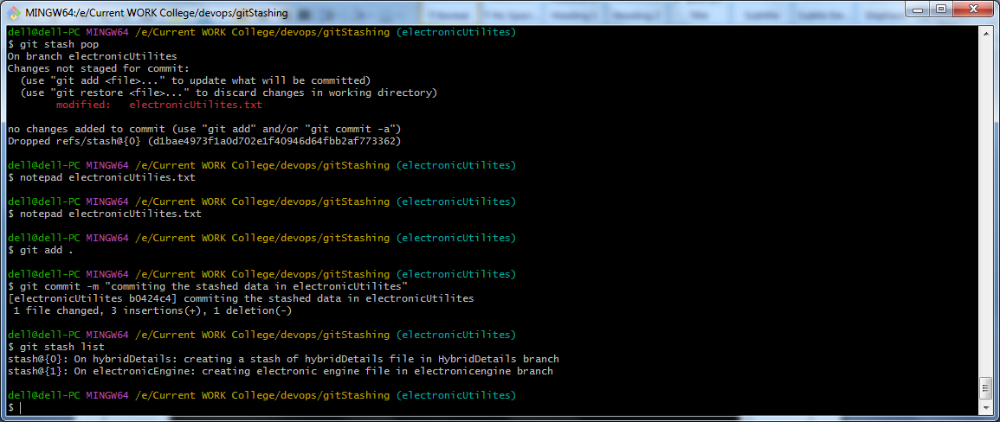 MINGW64:/e/Current WORK College/devops/gitStashing
dell@dell-PC MINGW64 /e/Current WORK College/devops/gitStashing (electronicUtilites)
$ git stash pop
On branch electronicUtilites
Changes not staged for commit:
  (use "git add <file>..." to update what will be committed)
  (use "git restore <file>..." to discard changes in working directory)
        modified:   electronicUtilites.txt

no changes added to commit (use "git add" and/or "git commit -a")
Dropped refs/stash@{0} (d1bae4973f1a0d702e1f40946d64fbb2af773362)

dell@dell-PC MINGW64 /e/Current WORK College/devops/gitStashing (electronicUtilites)
$ notepad electronicUtilies.txt

dell@dell-PC MINGW64 /e/Current WORK College/devops/gitStashing (electronicUtilites)
$ notepad electronicUtilites.txt

dell@dell-PC MINGW64 /e/Current WORK College/devops/gitStashing (electronicUtilites)
$ git add .

dell@dell-PC MINGW64 /e/Current WORK College/devops/gitStashing (electronicUtilites)
$ git commit -m "commiting the stashed data in electronicUtilites"
[electronicUtilites b0424c4] commiting the stashed data in electronicUtilites
 1 file changed, 3 insertions(+), 1 deletion(-)

dell@dell-PC MINGW64 /e/Current WORK College/devops/gitStashing (electronicUtilites)
$ git stash list
stash@{0}: On hybridDetails: creating a stash of hybridDetails file in HybridDetails branch
stash@{1}: On electronicEngine: creating electronic engine file in electronicengine branch

dell@dell-PC MINGW64 /e/Current WORK College/devops/gitStashing (electronicUtilites)
$